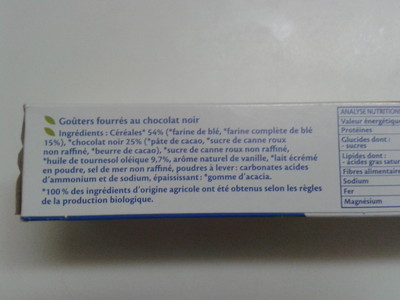 Goûters fourrés au chocolat noir
Ingrédients : Céréales* 54% (*farine de blé, *farine complète de blé
15%), *chocolat noir 25% (*pâte de cacao, *sucre de canne roux
non raffiné, *beurre de cacao), *sucre de canne roux non raffiné,
*huile de tournesol oléique 9,7%, arôme naturel de vanille, *lait écrémé
en poudre, sel de mer non raffiné, poudres à lever : carbonates acides
d'ammonium et de sodium, épaississant : *gomme d'acacia.
*100 % des ingrédients d'origine agricole ont été obtenus selon les règles
de la production biologique.
ANALYSE NUTRITION
Valeur énergétique
Protéines
Glucides dont :
- sucres
Lipides dont :
- acides gras satur
Fibres alimentaire
Sodium
Fer
Magnésium